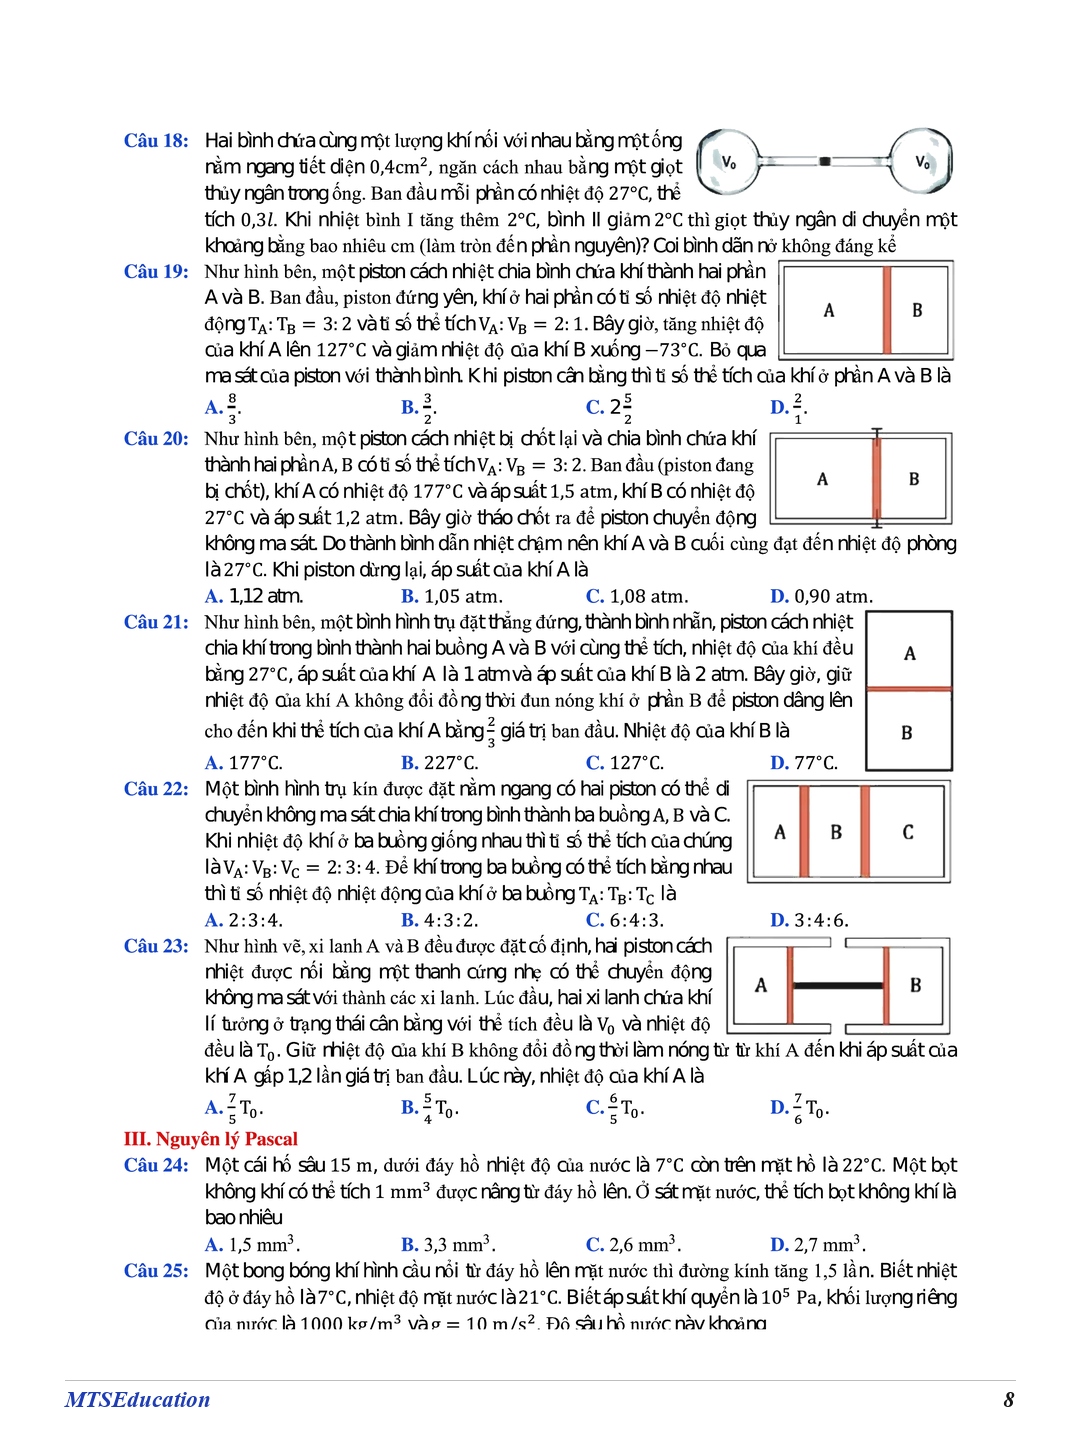 Câu 18: Hai bình chứa cùng một lượng khí nối với nhau bằng một ống
nằm ngang tiết diện 0,4cm², ngăn cách nhau bằng một giọt
thủy ngân trong ống. Ban đầu mỗi phần có nhiệt độ 27°C, thể
tích 0,3l. Khi nhiệt bình I tăng thêm 2°C, bình II giảm 2°C thì giọt thủy ngân di chuyển một
khoảng bằng bao nhiêu cm (làm tròn đến phần nguyên)? Coi bình dãn nở không đáng kể
V₀ V₀
Câu 19: Như hình bên, một piston cách nhiệt chia bình chứa khí thành hai phần
A và B. Ban đầu, piston đứng yên, khí ở hai phần có tỉ số nhiệt độ nhiệt
động T_A: T_B = 3: 2 và tỉ số thể tích V_A: V_B = 2: 1. Bây giờ, tăng nhiệt độ
của khí A lên 127°C và giảm nhiệt độ của khí B xuống −73°C. Bỏ qua
ma sát của piston với thành bình. Khi piston cân bằng thì tỉ số thể tích của khí ở phần A và B là
A B
A. 8/3. B. 3/2. C. 2 5/2 D. 2/1.
Câu 20: Như hình bên, một piston cách nhiệt bị chốt lại và chia bình chứa khí
thành hai phần A, B có tỉ số thể tích V_A: V_B = 3: 2. Ban đầu (piston đang
bị chốt), khí A có nhiệt độ 177°C và áp suất 1,5 atm, khí B có nhiệt độ
27°C và áp suất 1,2 atm. Bây giờ tháo chốt ra để piston chuyển động
không ma sát. Do thành bình dẫn nhiệt chậm nên khí A và B cuối cùng đạt đến nhiệt độ phòng
là 27°C. Khi piston dừng lại, áp suất của khí A là
A B
A. 1,12 atm. B. 1,05 atm. C. 1,08 atm. D. 0,90 atm.
Câu 21: Như hình bên, một bình hình trụ đặt thẳng đứng, thành bình nhẵn, piston cách nhiệt
chia khí trong bình thành hai buồng A và B với cùng thể tích, nhiệt độ của khí đều
bằng 27°C, áp suất của khí A là 1 atm và áp suất của khí B là 2 atm. Bây giờ, giữ
nhiệt độ của khí A không đổi đồng thời đun nóng khí ở phần B để piston dâng lên
cho đến khi thể tích của khí A bằng 2/3 giá trị ban đầu. Nhiệt độ của khí B là
A
B
A. 177°C. B. 227°C. C. 127°C. D. 77°C.
Câu 22: Một bình hình trụ kín được đặt nằm ngang có hai piston có thể di
chuyển không ma sát chia khí trong bình thành ba buồng A, B và C.
Khi nhiệt độ khí ở ba buồng giống nhau thì tỉ số thể tích của chúng
là V_A: V_B: V_C = 2: 3: 4. Để khí trong ba buồng có thể tích bằng nhau
thì tỉ số nhiệt độ nhiệt động của khí ở ba buồng T_A: T_B: T_C là
A B C
A. 2 : 3 : 4. B. 4 : 3 : 2. C. 6 : 4 : 3. D. 3 : 4 : 6.
Câu 23: Như hình vẽ, xi lanh A và B đều được đặt cố định, hai piston cách
nhiệt được nối bằng một thanh cứng nhẹ có thể chuyển động
không ma sát với thành các xi lanh. Lúc đầu, hai xi lanh chứa khí
lí tưởng ở trạng thái cân bằng với thể tích đều là V₀ và nhiệt độ
đều là T₀. Giữ nhiệt độ của khí B không đổi đồng thời làm nóng từ từ khí A đến khi áp suất của
khí A gấp 1,2 lần giá trị ban đầu. Lúc này, nhiệt độ của khí A là
A B
A. 7/5 T₀. B. 5/4 T₀. C. 6/5 T₀. D. 7/6 T₀.
III. Nguyên lý Pascal
Câu 24: Một cái hố sâu 15 m, dưới đáy hồ nhiệt độ của nước là 7°C còn trên mặt hồ là 22°C. Một bọt
không khí có thể tích 1 mm³ được nâng từ đáy hồ lên. Ở sát mặt nước, thể tích bọt không khí là
bao nhiêu
A. 1,5 mm³. B. 3,3 mm³. C. 2,6 mm³. D. 2,7 mm³.
Câu 25: Một bong bóng khí hình cầu nổi từ đáy hồ lên mặt nước thì đường kính tăng 1,5 lần. Biết nhiệt
độ ở đáy hồ là 7°C, nhiệt độ mặt nước là 21°C. Biết áp suất khí quyển là 10⁵ Pa, khối lượng riêng
của nước là 1000 kg/m³ và g = 10 m/s². Độ sâu hồ nước này khoảng
MTSEducation 8